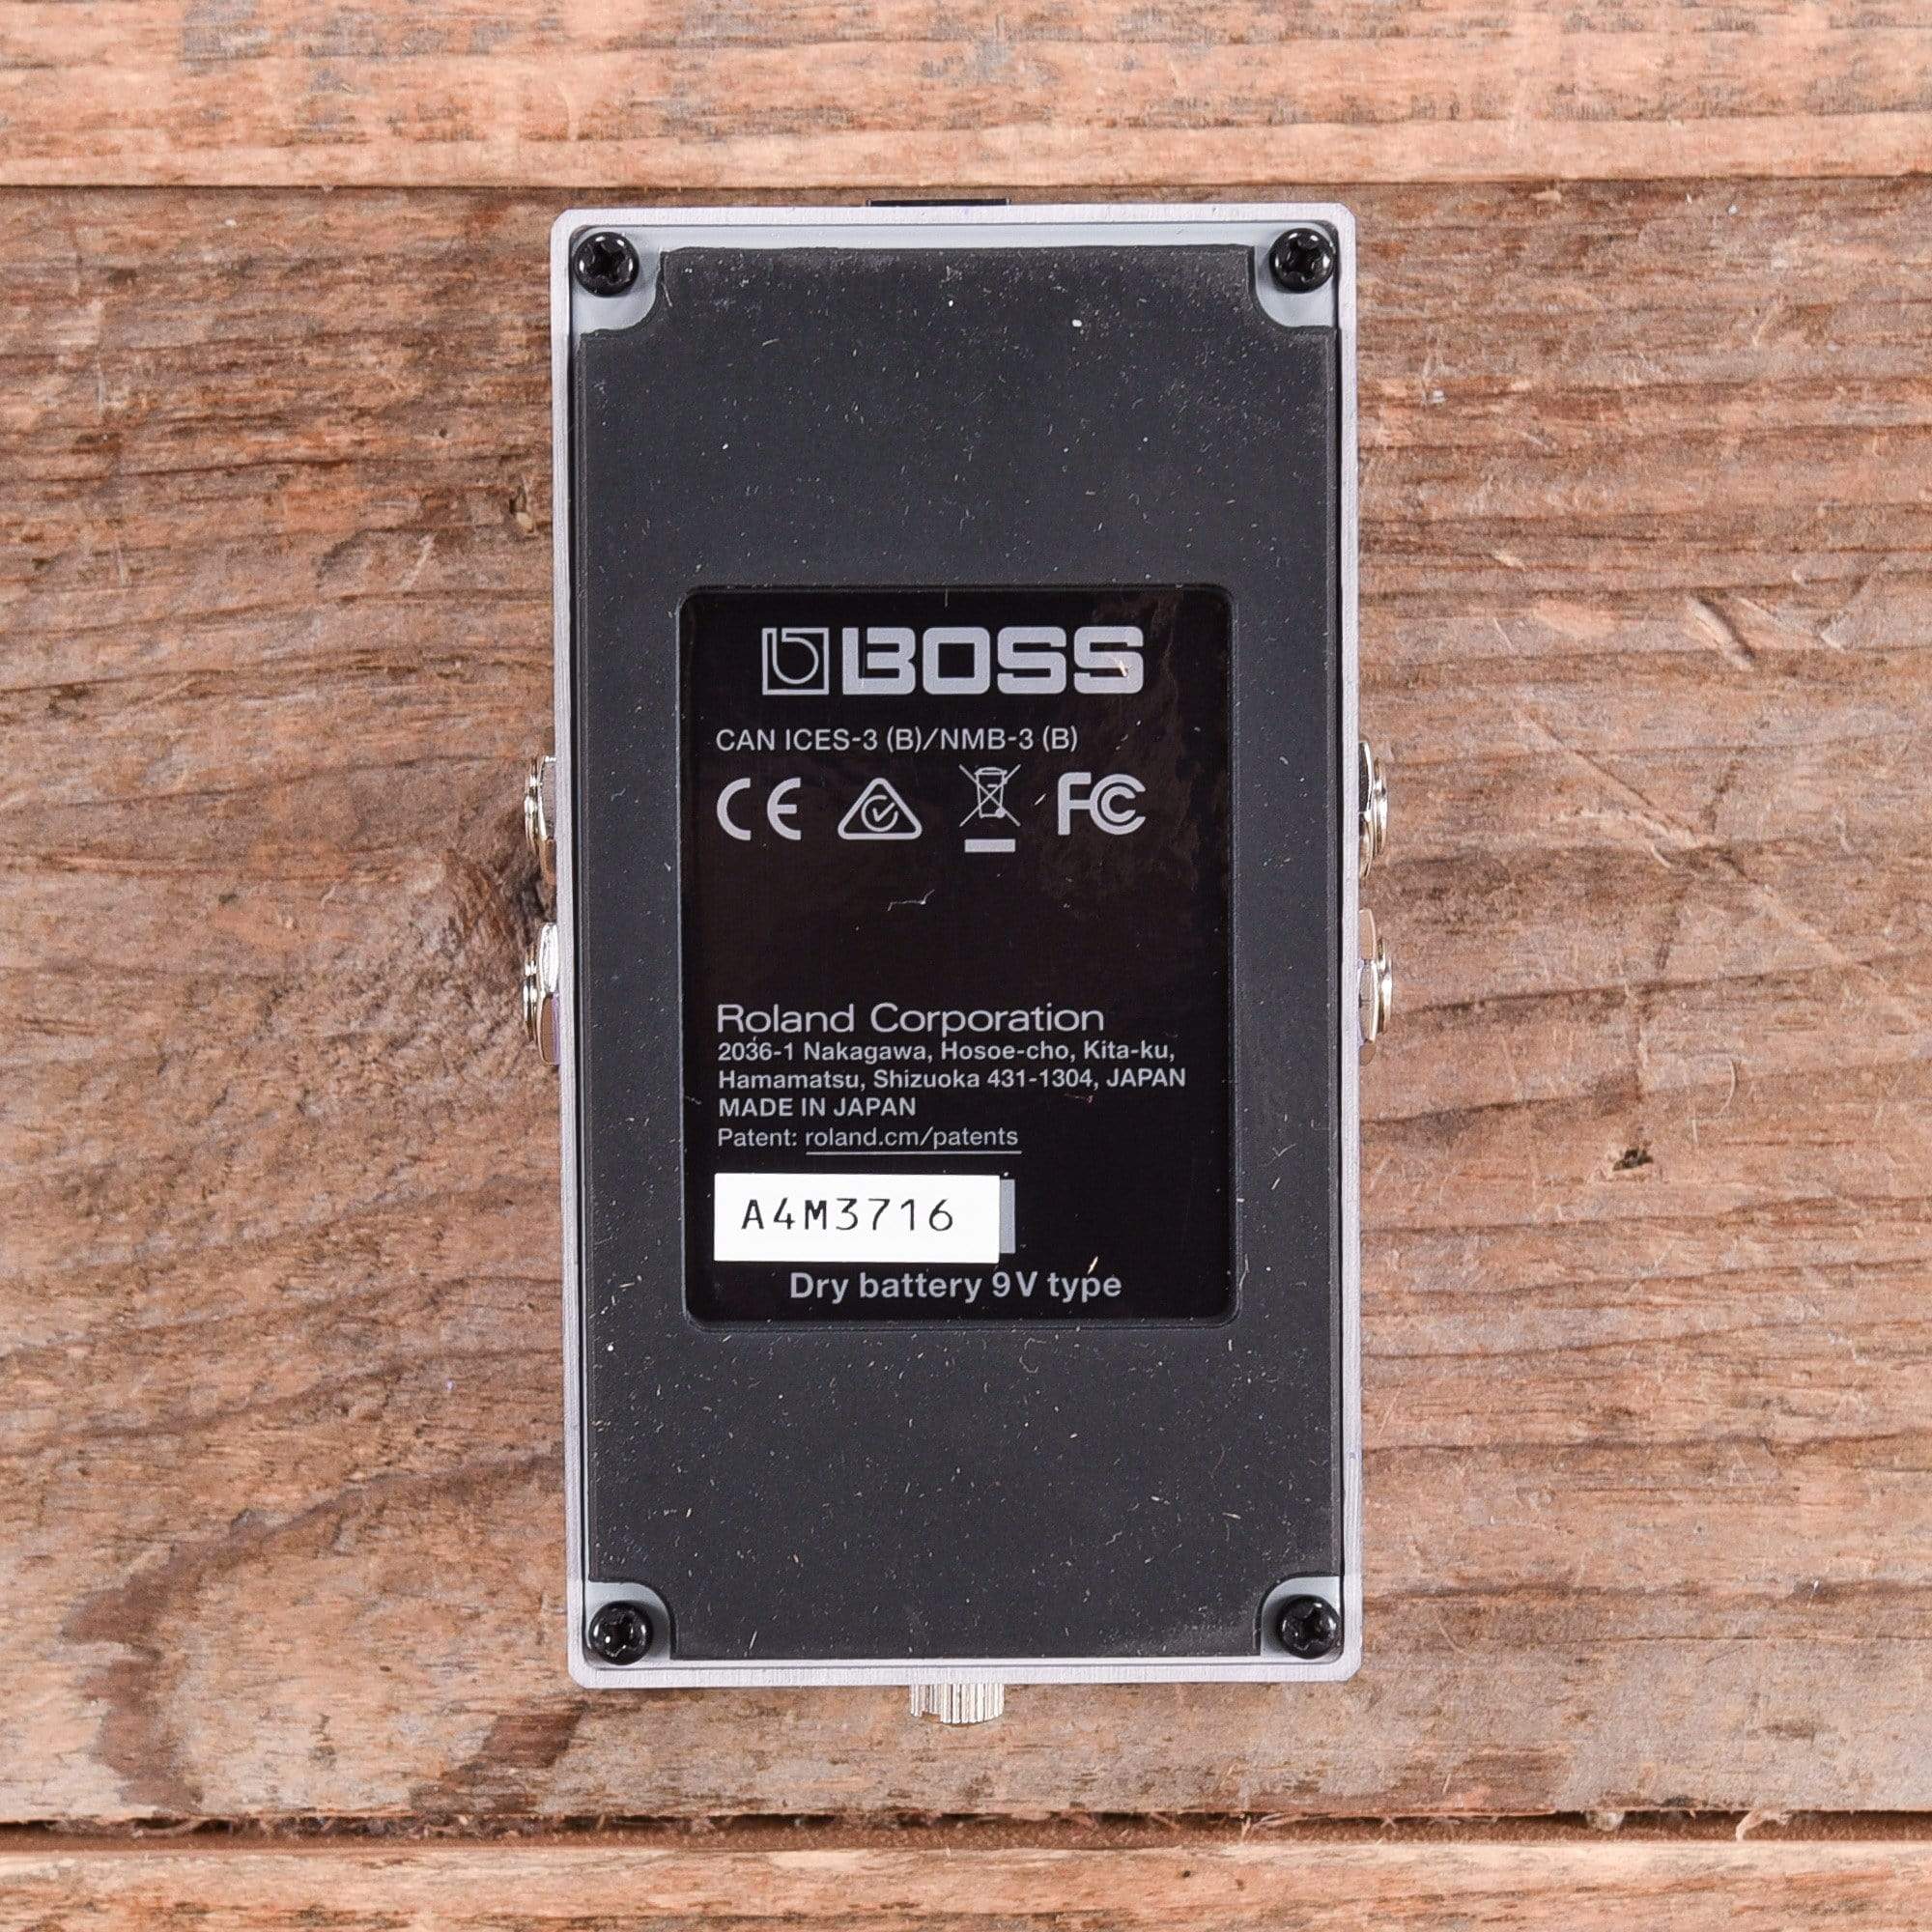 BOSS
CAN ICES-3 (B)/NMB-3 (B)
CE FC
Roland Corporation
2036-1 Nakagawa, Hosoe-cho, Kita-ku,
Hamamatsu, Shizuoka 431-1304, JAPAN
MADE IN JAPAN
Patent: roland.cm/patents
A4M3716
Dry battery 9V type